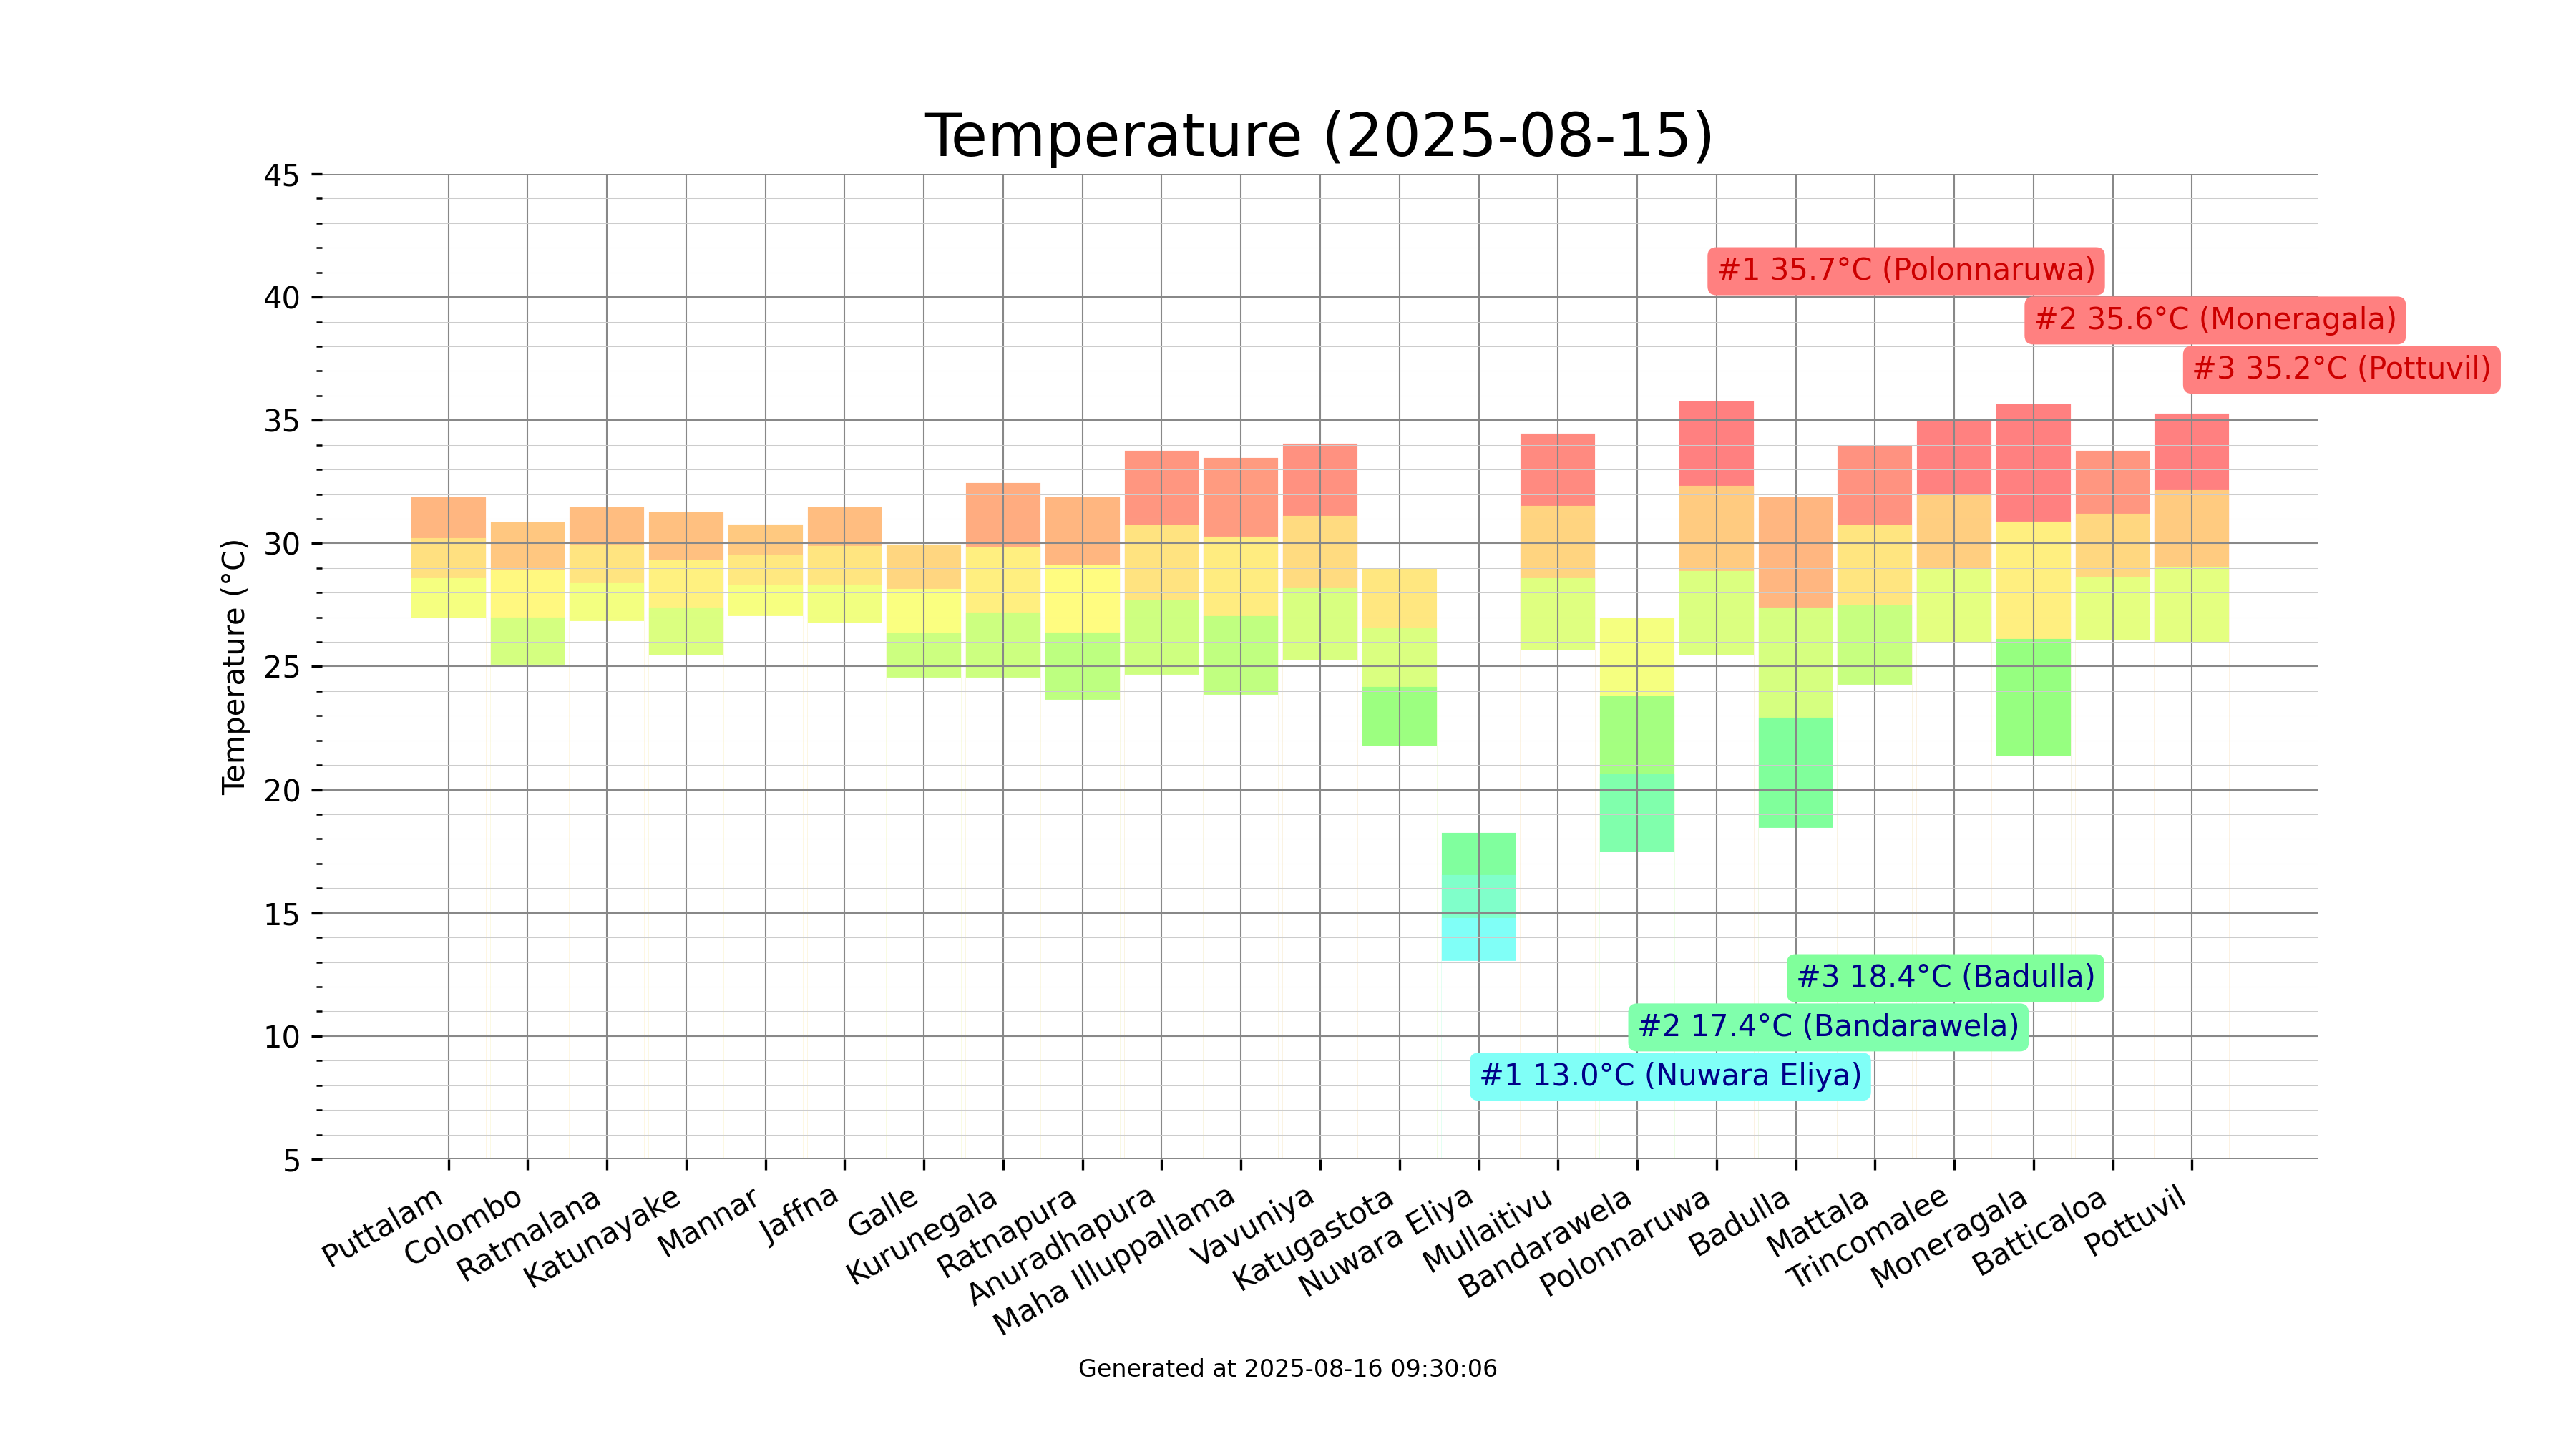 Temperature (2025-08-15)
Temperature (°C)
45
40
35
30
25
20
15
10
5
#1 35.7°C (Polonnaruwa)
#2 35.6°C (Moneragala)
#3 35.2°C (Pottuvil)
#3 18.4°C (Badulla)
#2 17.4°C (Bandarawela)
#1 13.0°C (Nuwara Eliya)
Puttalam
Colombo
Ratmalana
Katunayake
Mannar
Jaffna
Galle
Kurunegala
Ratnapura
Anuradhapura
Maha Illuppallama
Vavuniya
Katugastota
Nuwara Eliya
Mullaitivu
Bandarawela
Polonnaruwa
Badulla
Mattala
Trincomalee
Moneragala
Batticaloa
Pottuvil
Generated at 2025-08-16 09:30:06